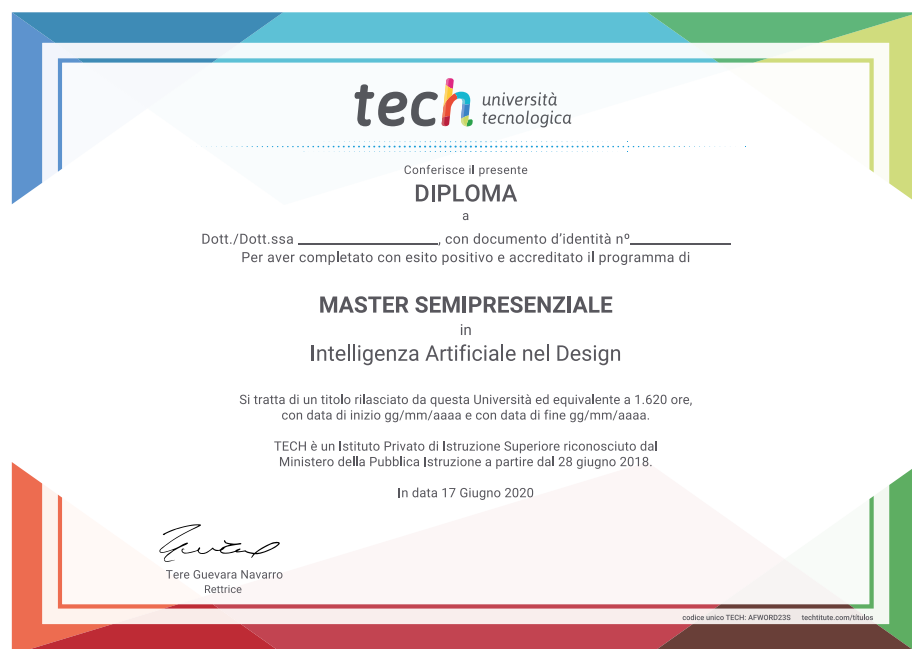 tech università
tecnologica
Conferisce il presente
DIPLOMA
a
Dott./Dott.ssa ____________________, con documento d'identità nº______________
Per aver completato con esito positivo e accreditato il programma di
MASTER SEMIPRESENZIALE
in
Intelligenza Artificiale nel Design
Si tratta di un titolo rilasciato da questa Università ed equivalente a 1.620 ore,
con data di inizio gg/mm/aaaa e con data di fine gg/mm/aaaa.
TECH è un Istituto Privato di Istruzione Superiore riconosciuto dal
Ministero della Pubblica Istruzione a partire dal 28 giugno 2018.
In data 17 Giugno 2020
Tere Guevara Navarro
Rettrice
codice unico TECH: AFWORD23S techtitute.com/títulos